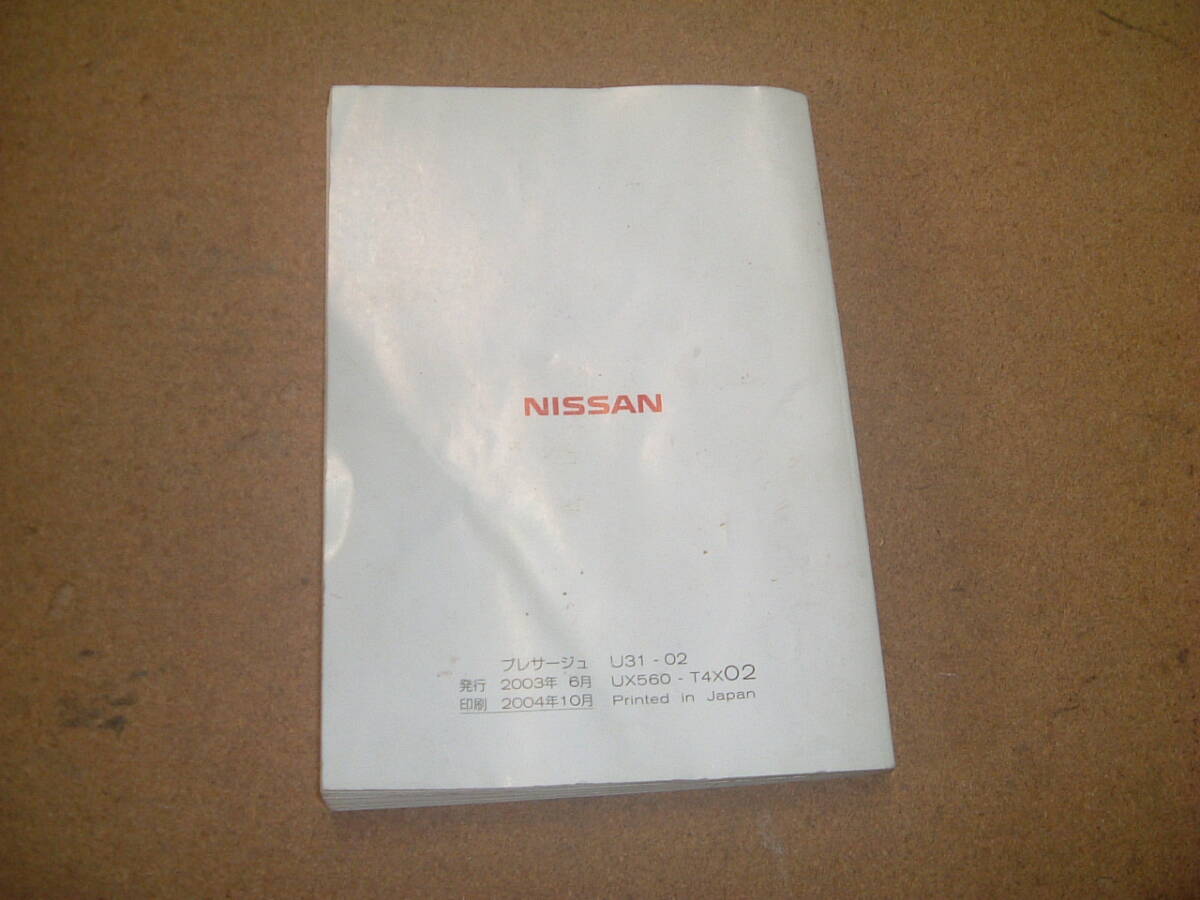 NISSAN
プレサージュ U31 - 02
発行 2003年 6月 UX560 - T4X02
印刷 2004年10月 Printed in Japan